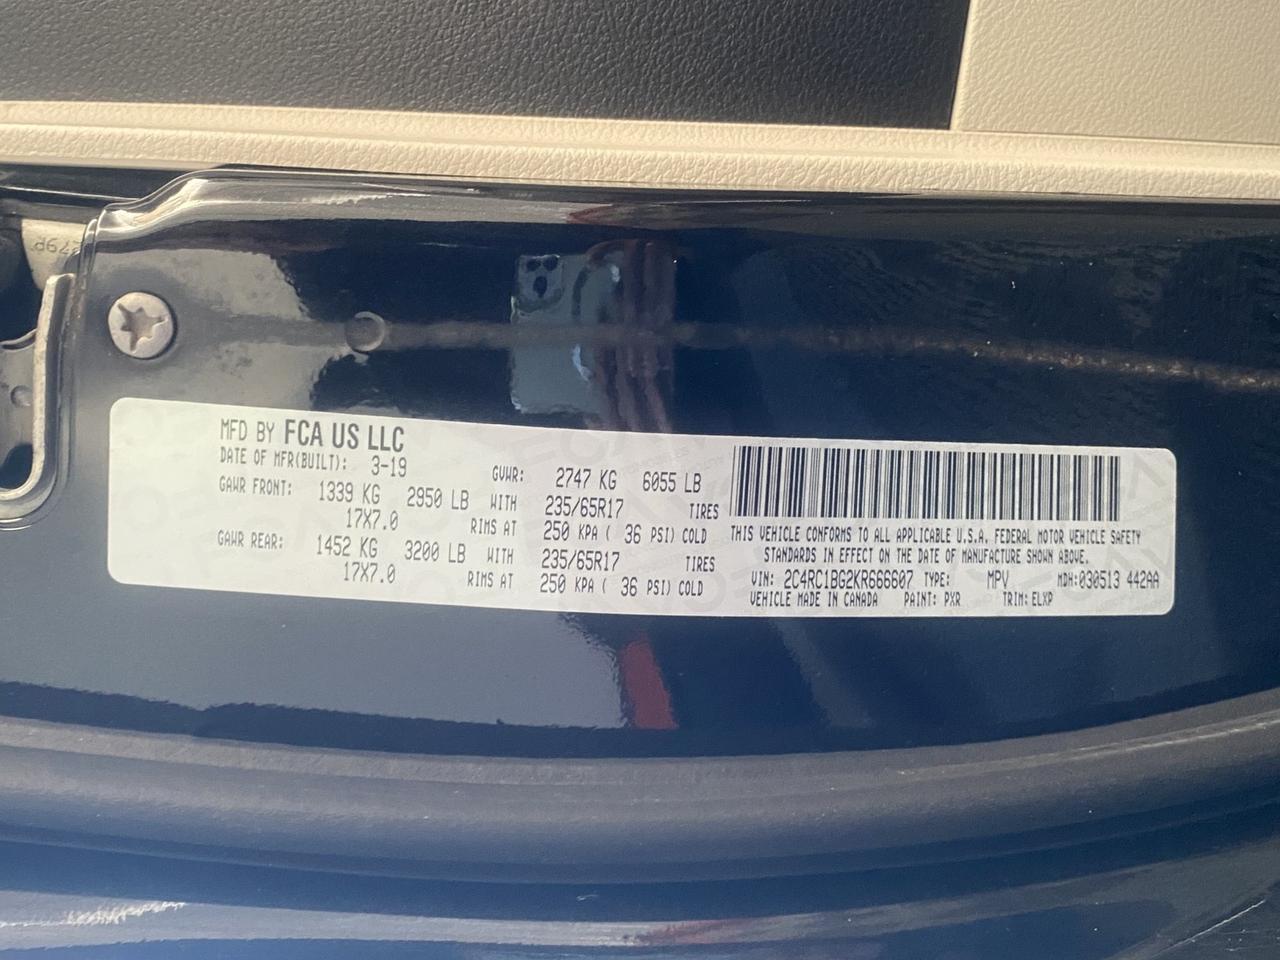 MFD BY FCA US LLC
DATE OF MFR(BUILT): 3-19 GVWR: 2747 KG 6055 LB
GAWR FRONT: 1339 KG 2950 LB WITH 235/65R17 TIRES
17X7.0 RIMS AT 250 KPA ( 36 PSI) COLD
GAWR REAR: 1452 KG 3200 LB WITH 235/65R17 TIRES
17X7.0 RIMS AT 250 KPA ( 36 PSI) COLD
THIS VEHICLE CONFORMS TO ALL APPLICABLE U.S.A. FEDERAL MOTOR VEHICLE SAFETY
STANDARDS IN EFFECT ON THE DATE OF MANUFACTURE SHOWN ABOVE.
VIN: 2C4RC1BG2KR666607 TYPE: MPV MDH:030513 442AA
VEHICLE MADE IN CANADA PAINT: PXR TRIM:ELXP